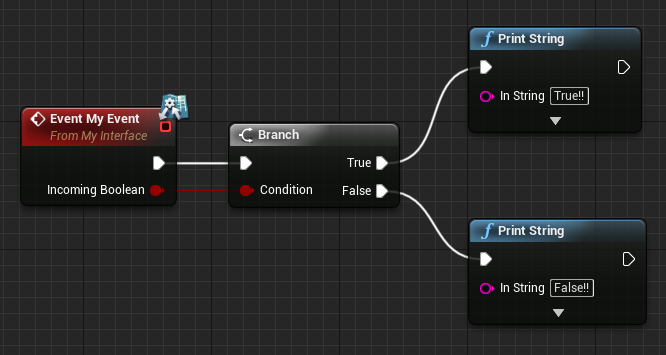 Event My Event
From My Interface
Incoming Boolean
Branch
True
Condition
False
Print String
In String True!!
Print String
In String False!!